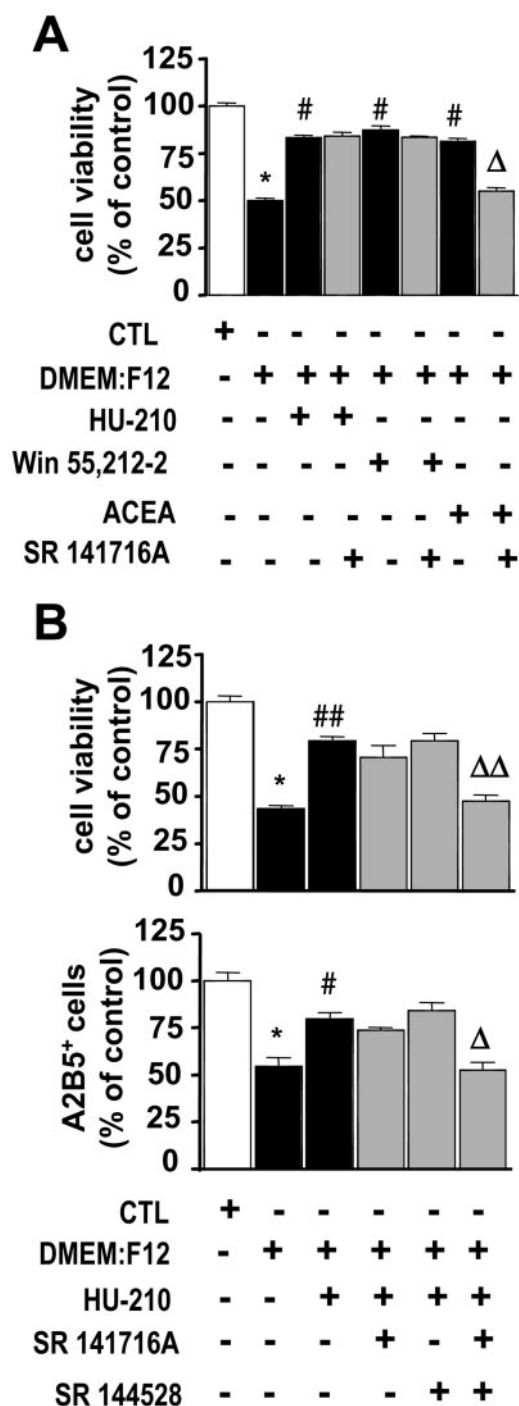 A
cell viability
(% of control)
125
100
75
50
25
0
* # # # Δ
CTL + - - - - - - -
DMEM:F12 - + + + + + + +
HU-210 - - + + - - - -
Win 55,212-2 - - - - + + - -
ACEA - - - - - - + +
SR 141716A - - - + - + - +
B
cell viability
(% of control)
125
100
75
50
25
0
* ## ΔΔ
A2B5+ cells
(% of control)
125
100
75
50
25
0
* # Δ
CTL + - - - - -
DMEM:F12 - + + + + +
HU-210 - - + + + +
SR 141716A - - - + - +
SR 144528 - - - - + +